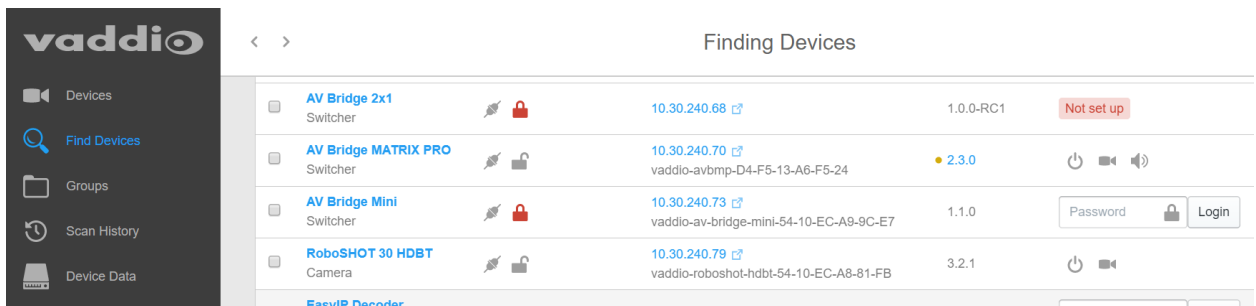 vaddio
Finding Devices
Devices
Find Devices
Groups
Scan History
Device Data
AV Bridge 2x1
Switcher
10.30.240.68
1.0.0-RC1
Not set up
AV Bridge MATRIX PRO
Switcher
10.30.240.70
vaddio-avbmp-D4-F5-13-A6-F5-24
2.3.0
AV Bridge Mini
Switcher
10.30.240.73
vaddio-av-bridge-mini-54-10-EC-A9-9C-E7
1.1.0
Password
Login
RoboSHOT 30 HDBT
Camera
10.30.240.79
vaddio-roboshot-hdbt-54-10-EC-A8-81-FB
3.2.1
EasyIP Decoder